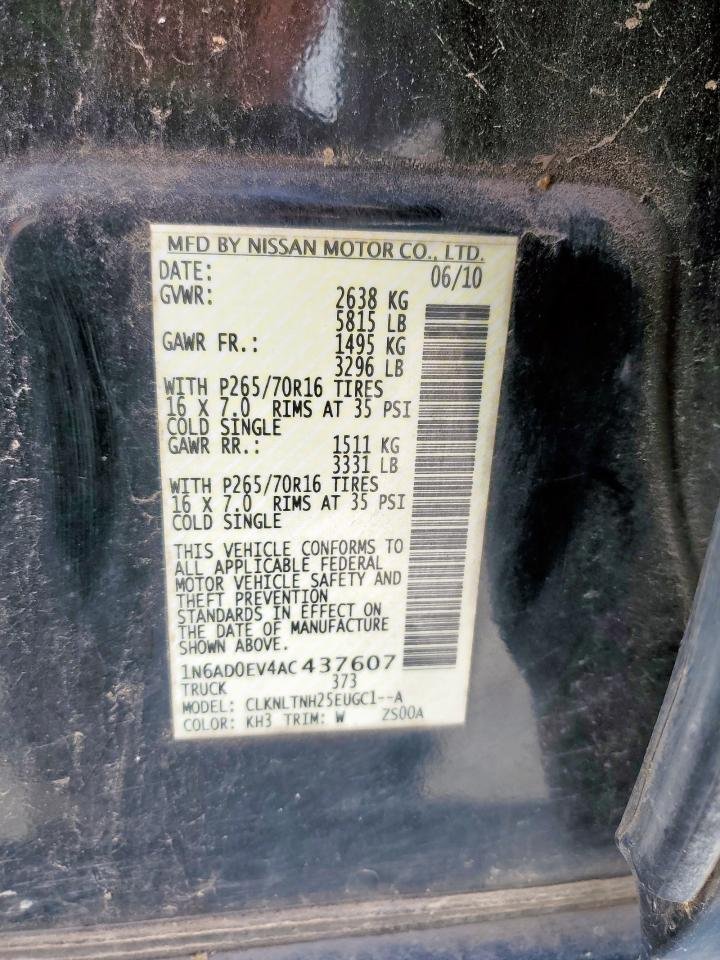 MFD BY NISSAN MOTOR CO., LTD.
DATE: 06/10
GVWR: 2638 KG
5815 LB
GAWR FR.: 1495 KG
3296 LB
WITH P265/70R16 TIRES
16 X 7.0 RIMS AT 35 PSI
COLD SINGLE
GAWR RR.: 1511 KG
3331 LB
WITH P265/70R16 TIRES
16 X 7.0 RIMS AT 35 PSI
COLD SINGLE
THIS VEHICLE CONFORMS TO
ALL APPLICABLE FEDERAL
MOTOR VEHICLE SAFETY AND
THEFT PREVENTION
STANDARDS IN EFFECT ON
THE DATE OF MANUFACTURE
SHOWN ABOVE.
1N6AD0EV4AC437607
TRUCK 373
MODEL: CLKNLTNH25EUGC1--A
COLOR: KH3 TRIM: W ZS00A